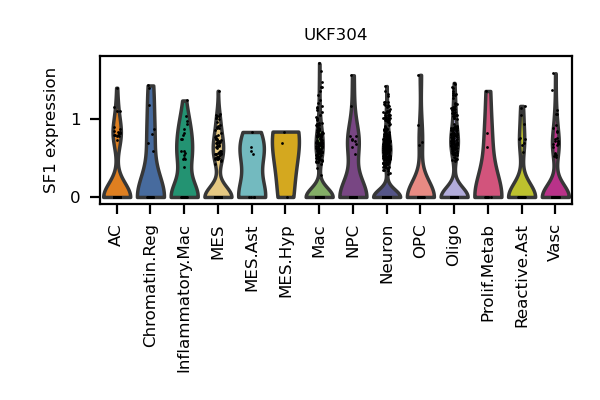 UKF304
SF1 expression
1
0
AC
Chromatin.Reg
Inflammatory.Mac
MES
MES.Ast
MES.Hyp
Mac
NPC
Neuron
OPC
Oligo
Prolif.Metab
Reactive.Ast
Vasc